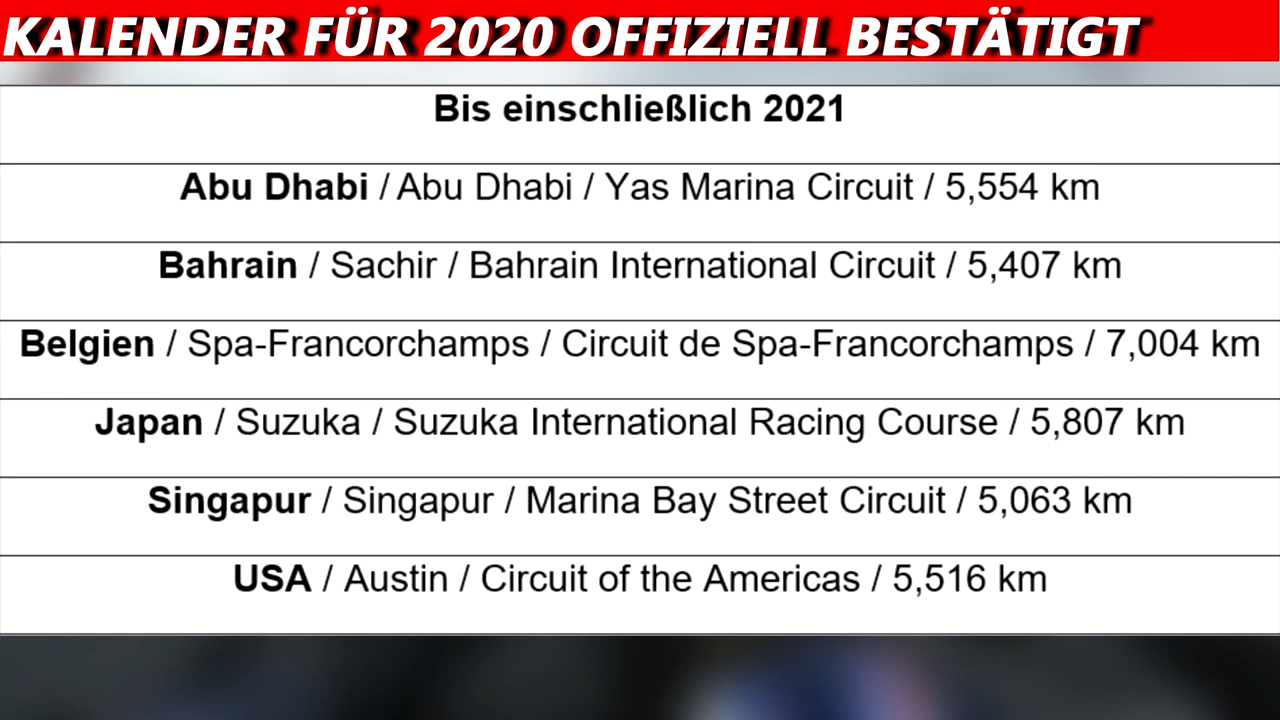 KALENDER FÜR 2020 OFFIZIELL BESTÄTIGT
Bis einschließlich 2021
Abu Dhabi / Abu Dhabi / Yas Marina Circuit / 5,554 km
Bahrain / Sachir / Bahrain International Circuit / 5,407 km
Belgien / Spa-Francorchamps / Circuit de Spa-Francorchamps / 7,004 km
Japan / Suzuka / Suzuka International Racing Course / 5,807 km
Singapur / Singapur / Marina Bay Street Circuit / 5,063 km
USA / Austin / Circuit of the Americas / 5,516 km